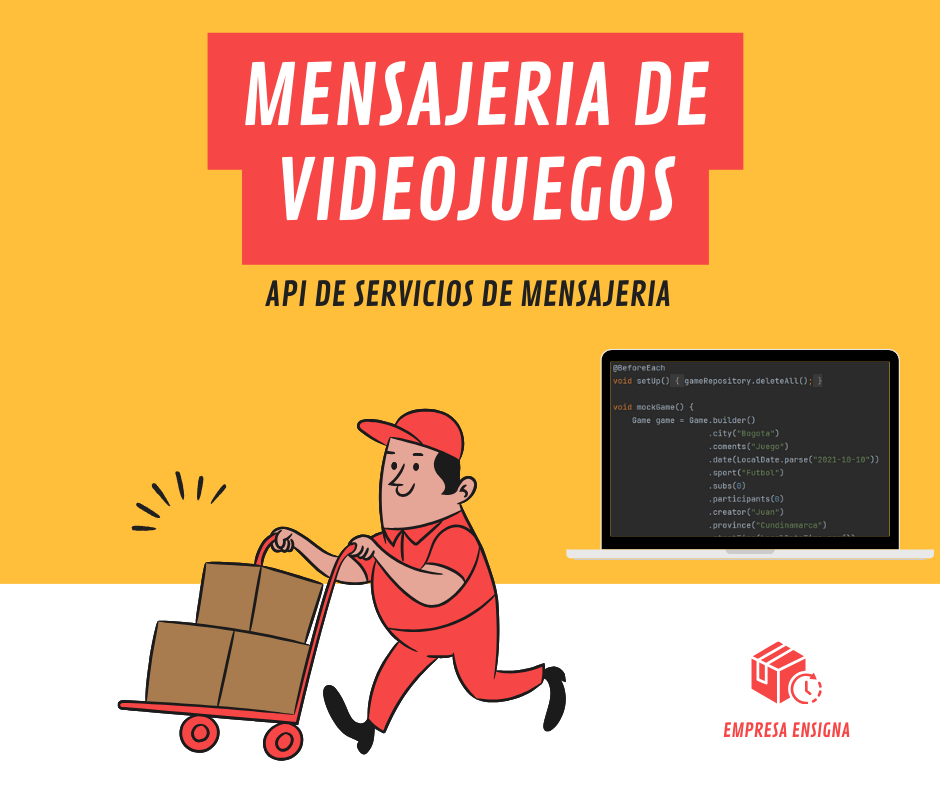 MENSAJERIA DE
VIDEOJUEGOS
API DE SERVICIOS DE MENSAJERIA
@BeforeEach
void setUp() { gameRepository.deleteAll(); }
void mockGame() {
Game game = Game.builder()
.city("Bogota")
.coments("Juego")
.date(LocalDate.parse("2021-10-10"))
.sport("Futbol")
.subs(0)
.participants(0)
.creator("Juan")
.province("Cundinamarca")
EMPRESA ENSIGNA